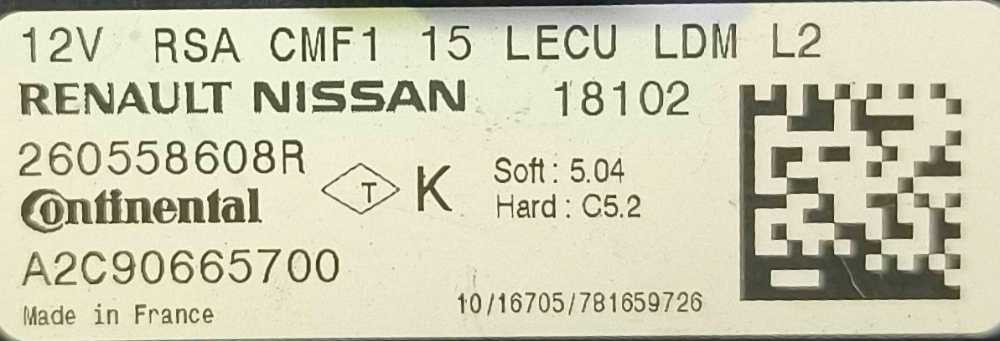 12V RSA CMF1 15 LECU LDM L2
RENAULT NISSAN 18102
260558608R
T K
Soft: 5.04
Hard: C5.2
Continental
A2C90665700
Made in France
10/16705/781659726